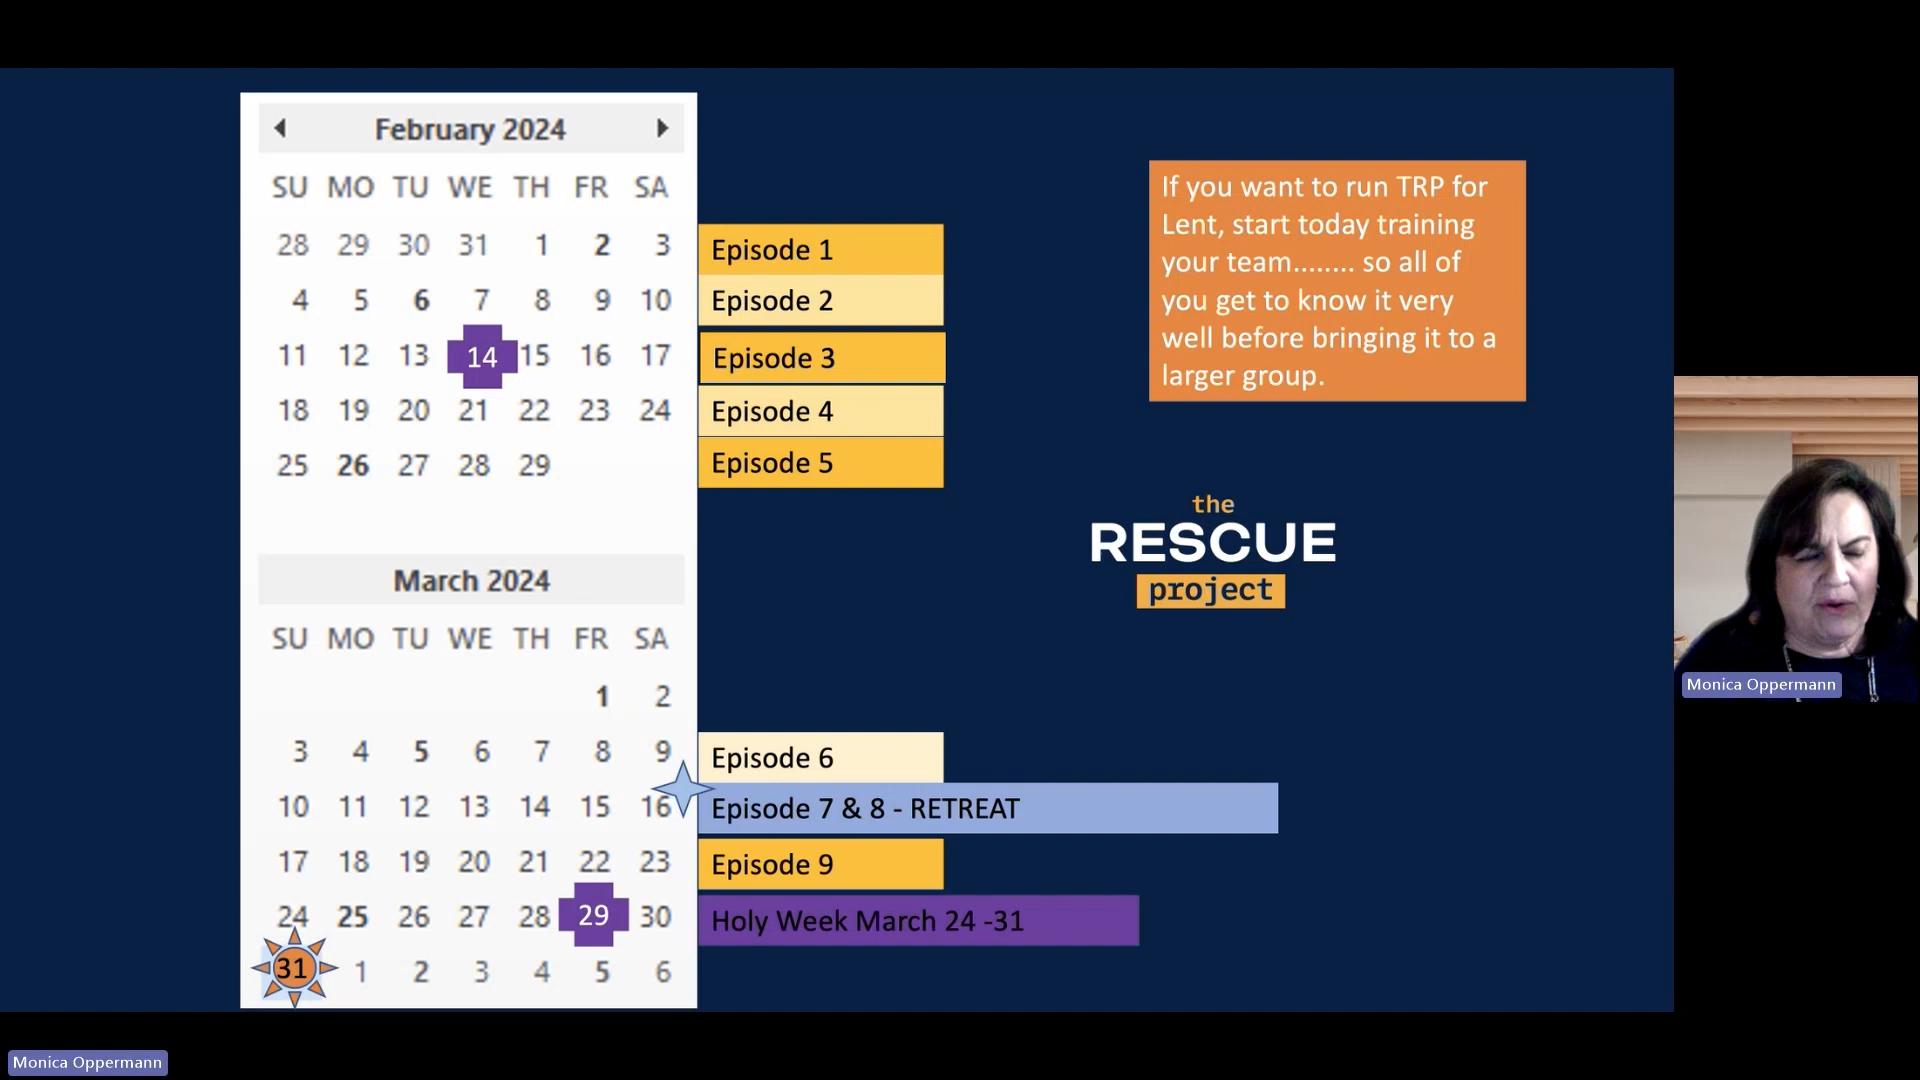 February 2024
SU MO TU WE TH FR SA
28 29 30 31 1 2 3
4 5 6 7 8 9 10
11 12 13 14 15 16 17
18 19 20 21 22 23 24
25 26 27 28 29
Episode 1
Episode 2
Episode 3
Episode 4
Episode 5
If you want to run TRP for
Lent, start today training
your team........ so all of
you get to know it very
well before bringing it to a
larger group.
the
RESCUE
project
March 2024
SU MO TU WE TH FR SA
1 2
3 4 5 6 7 8 9
10 11 12 13 14 15 16
17 18 19 20 21 22 23
24 25 26 27 28 29 30
31 1 2 3 4 5 6
Episode 6
Episode 7 & 8 - RETREAT
Episode 9
Holy Week March 24 -31
Monica Oppermann
Monica Oppermann